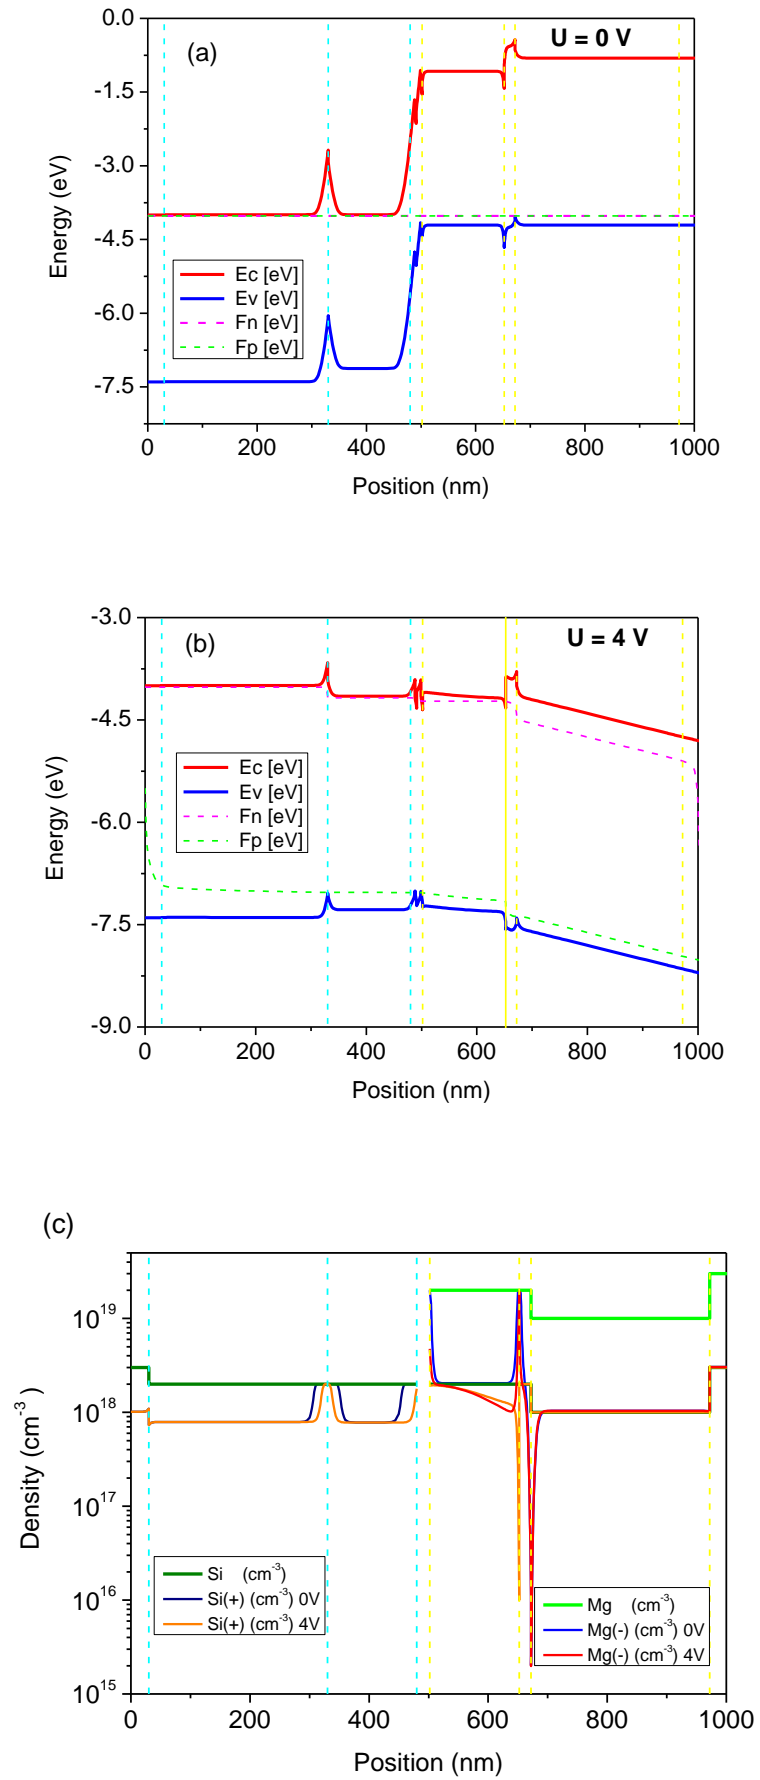 (a)
U = 0 V
0.0
-1.5
-3.0
-4.5
-6.0
-7.5
Energy (eV)
Ec [eV]
Ev [eV]
Fn [eV]
Fp [eV]
0 200 400 600 800 1000
Position (nm)
(b)
U = 4 V
-3.0
-4.5
-6.0
-7.5
-9.0
Energy (eV)
Ec [eV]
Ev [eV]
Fn [eV]
Fp [eV]
0 200 400 600 800 1000
Position (nm)
(c)
10^19
10^18
10^17
10^16
10^15
Density (cm^-3)
Si (cm^-3)
Si(+) (cm^-3) 0V
Si(+) (cm^-3) 4V
Mg (cm^-3)
Mg(-) (cm^-3) 0V
Mg(-) (cm^-3) 4V
0 200 400 600 800 1000
Position (nm)